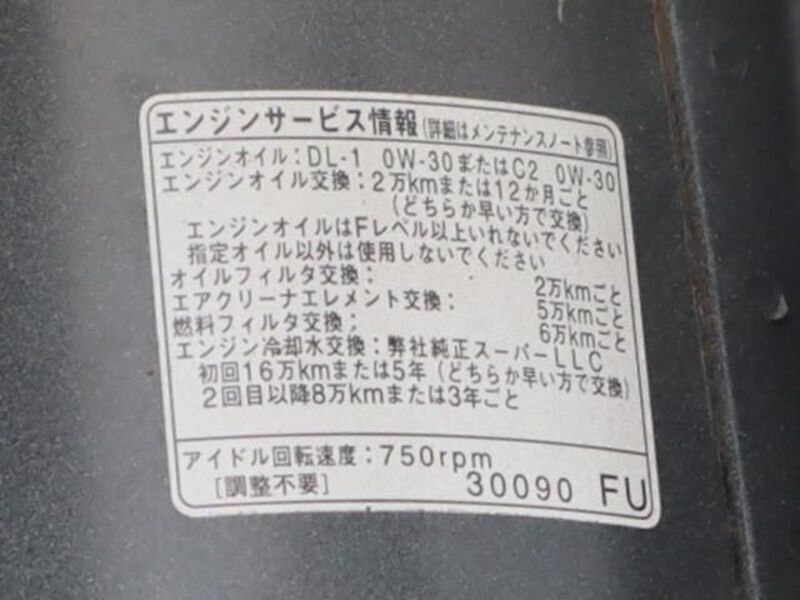 エンジンサービス情報(詳細はメンテナンスノート参照)
エンジンオイル:DL-1 0W-30またはC2 0W-30
エンジンオイル交換:2万kmまたは12か月ごと
(どちらか早い方で交換)
エンジンオイルはFレベル以上いれないでください
指定オイル以外は使用しないでください
オイルフィルタ交換: 2万kmごと
エアクリーナエレメント交換: 5万kmごと
燃料フィルタ交換: 6万kmごと
エンジン冷却水交換:弊社純正スーパーLLC
初回16万kmまたは5年(どちらか早い方で交換)
2回目以降8万kmまたは3年ごと
アイドル回転速度:750rpm
[調整不要] 30090 FU